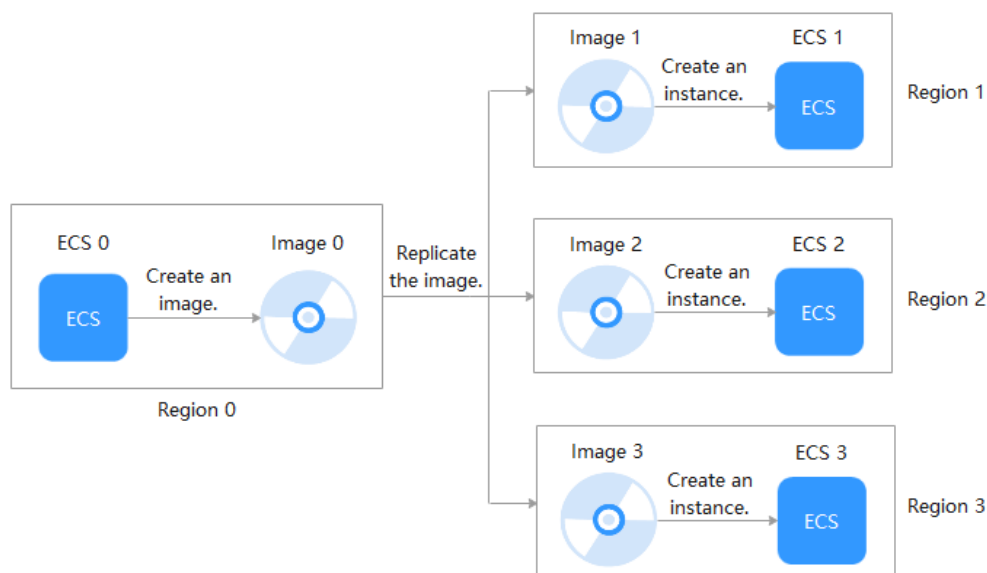 ECS 0
Image 0
ECS
Create an
image.
Region 0
Replicate
the image.
Image 1
ECS 1
Create an
instance.
ECS
Region 1
Image 2
ECS 2
Create an
instance.
ECS
Region 2
Image 3
ECS 3
Create an
instance.
ECS
Region 3